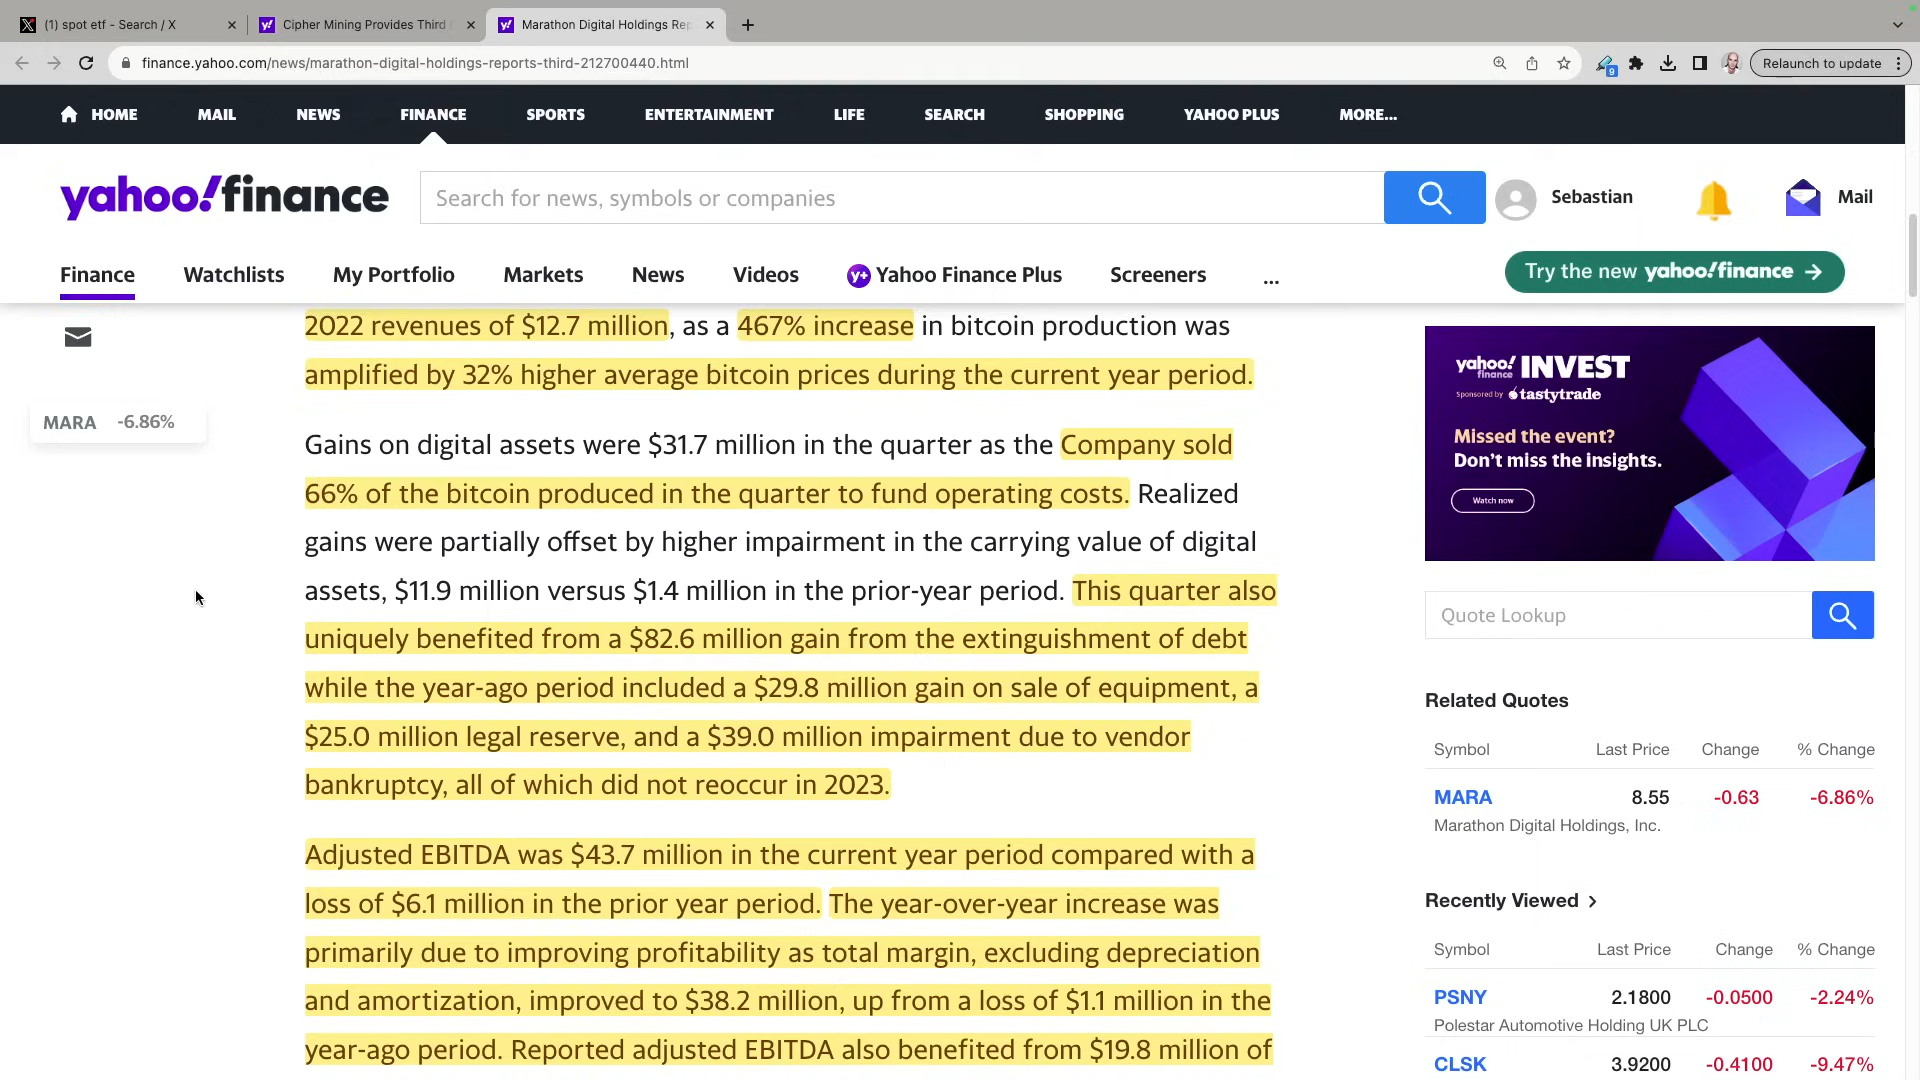 (1) spot etf - Search / X
Cipher Mining Provides Third
Marathon Digital Holdings Rep
finance.yahoo.com/news/marathon-digital-holdings-reports-third-212700440.html
9
Relaunch to update
HOME MAIL NEWS FINANCE SPORTS ENTERTAINMENT LIFE SEARCH SHOPPING YAHOO PLUS MORE...
yahoo!finance
Search for news, symbols or companies
Sebastian
Mail
Finance Watchlists My Portfolio Markets News Videos y+ Yahoo Finance Plus Screeners ...
Try the new yahoo!finance →
MARA -6.86%
2022 revenues of $12.7 million, as a 467% increase in bitcoin production was
amplified by 32% higher average bitcoin prices during the current year period.
Gains on digital assets were $31.7 million in the quarter as the Company sold
66% of the bitcoin produced in the quarter to fund operating costs. Realized
gains were partially offset by higher impairment in the carrying value of digital
assets, $11.9 million versus $1.4 million in the prior-year period. This quarter also
uniquely benefited from a $82.6 million gain from the extinguishment of debt
while the year-ago period included a $29.8 million gain on sale of equipment, a
$25.0 million legal reserve, and a $39.0 million impairment due to vendor
bankruptcy, all of which did not reoccur in 2023.
Adjusted EBITDA was $43.7 million in the current year period compared with a
loss of $6.1 million in the prior year period. The year-over-year increase was
primarily due to improving profitability as total margin, excluding depreciation
and amortization, improved to $38.2 million, up from a loss of $1.1 million in the
year-ago period. Reported adjusted EBITDA also benefited from $19.8 million of
yahoo! finance INVEST
Sponsored by tastytrade
Missed the event?
Don't miss the insights.
Watch now
Quote Lookup
Related Quotes
Symbol Last Price Change % Change
MARA 8.55 -0.63 -6.86%
Marathon Digital Holdings, Inc.
Recently Viewed >
Symbol Last Price Change % Change
PSNY 2.1800 -0.0500 -2.24%
Polestar Automotive Holding UK PLC
CLSK 3.9200 -0.4100 -9.47%